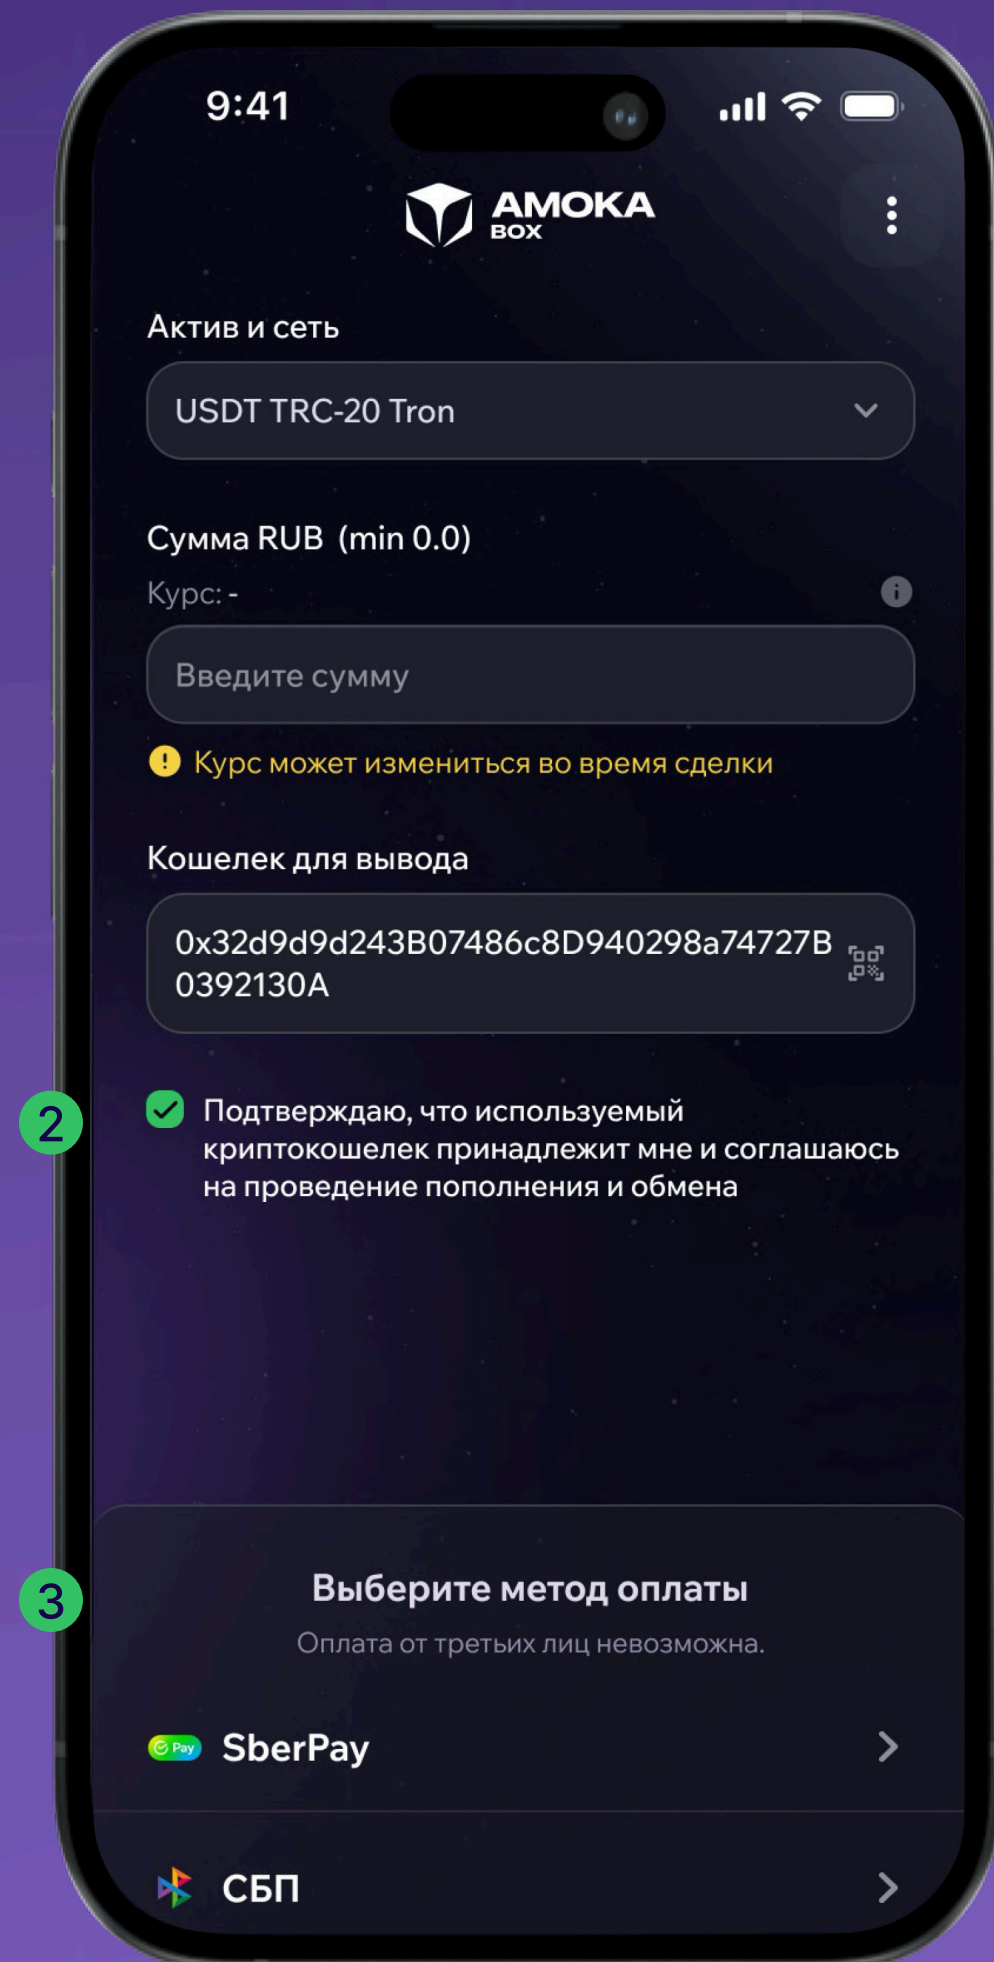 9:41
AMOKA
BOX
Актив и сеть
USDT TRC-20 Tron
Сумма RUB (min 0.0)
Курс: -
Введите сумму
Курс может измениться во время сделки
Кошелек для вывода
0x32d9d9d243B07486c8D940298a74727B
0392130A
2
Подтверждаю, что используемый
криптокошелек принадлежит мне и соглашаюсь
на проведение пополнения и обмена
3
Выберите метод оплаты
Оплата от третьих лиц невозможна.
Pay SberPay
СБП